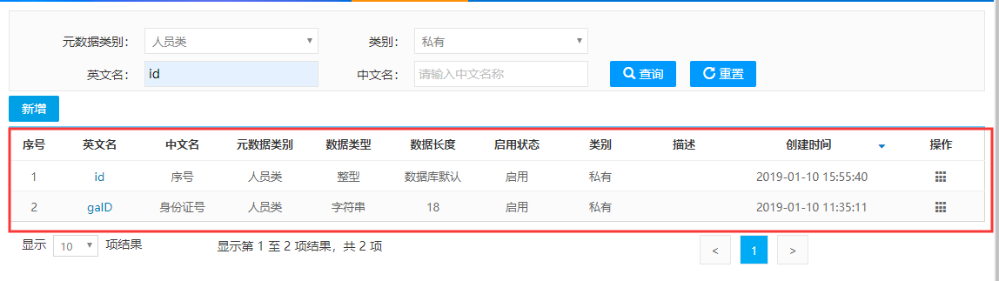 元数据类别： 人员类 类别： 私有
英文名： id 中文名： 请输入中文名称 查询 重置
新增
序号 英文名 中文名 元数据类别 数据类型 数据长度 启用状态 类别 描述 创建时间 操作
1 id 序号 人员类 整型 数据库默认 启用 私有 2019-01-10 15:55:40
2 gaID 身份证号 人员类 字符串 18 启用 私有 2019-01-10 11:35:11
显示 10 项结果 显示第 1 至 2 项结果，共 2 项 < 1 >